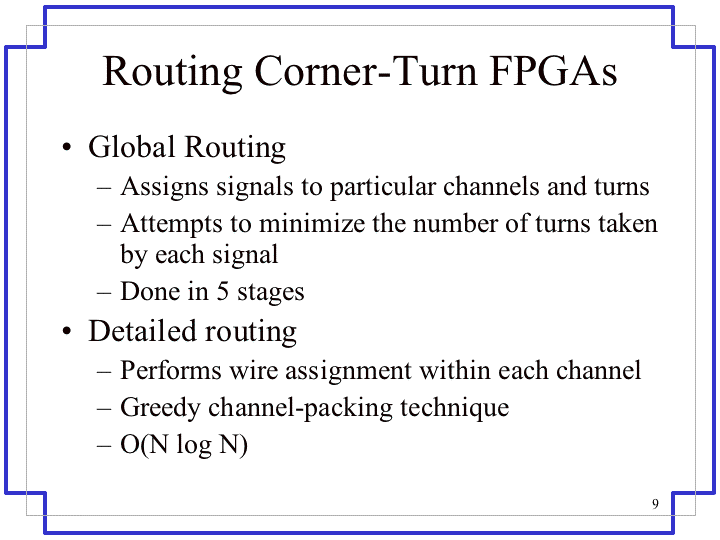 Routing Corner-Turn FPGAs
• Global Routing
– Assigns signals to particular channels and turns
– Attempts to minimize the number of turns taken
by each signal
– Done in 5 stages
• Detailed routing
– Performs wire assignment within each channel
– Greedy channel-packing technique
– O(N log N)
9